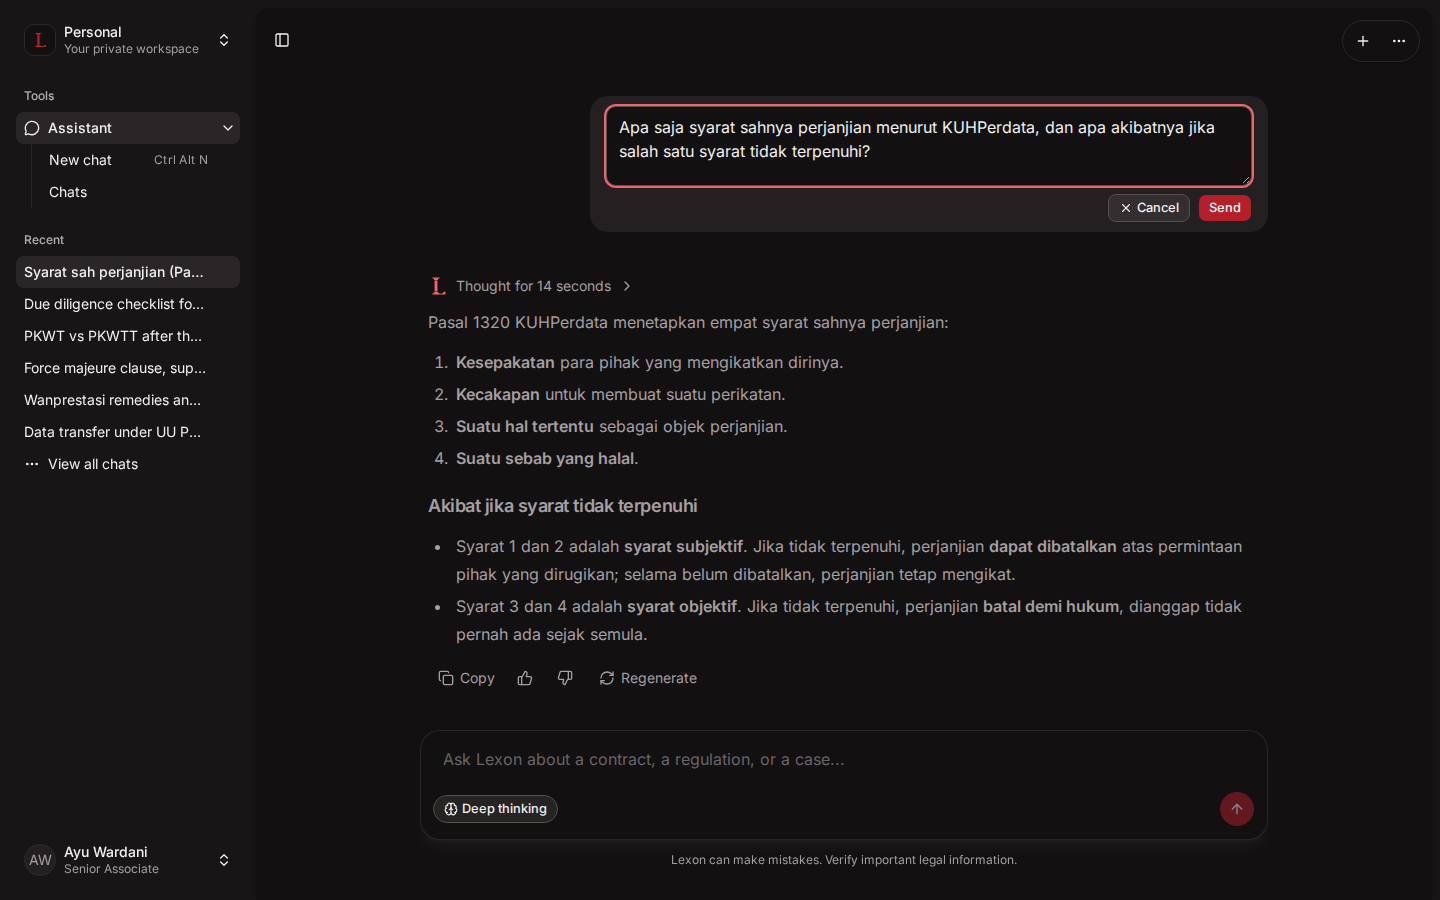 L
Personal
Your private workspace
Tools
Assistant
New chat Ctrl Alt N
Chats
Recent
Syarat sah perjanjian (Pa...
Due diligence checklist fo...
PKWT vs PKWTT after th...
Force majeure clause, sup...
Wanprestasi remedies an...
Data transfer under UU P...
View all chats
AW
Ayu Wardani
Senior Associate
Apa saja syarat sahnya perjanjian menurut KUHPerdata, dan apa akibatnya jika
salah satu syarat tidak terpenuhi?
Cancel Send
L Thought for 14 seconds
Pasal 1320 KUHPerdata menetapkan empat syarat sahnya perjanjian:
1. Kesepakatan para pihak yang mengikatkan dirinya.
2. Kecakapan untuk membuat suatu perikatan.
3. Suatu hal tertentu sebagai objek perjanjian.
4. Suatu sebab yang halal.
Akibat jika syarat tidak terpenuhi
• Syarat 1 dan 2 adalah syarat subjektif. Jika tidak terpenuhi, perjanjian dapat dibatalkan atas permintaan
pihak yang dirugikan; selama belum dibatalkan, perjanjian tetap mengikat.
• Syarat 3 dan 4 adalah syarat objektif. Jika tidak terpenuhi, perjanjian batal demi hukum, dianggap tidak
pernah ada sejak semula.
Copy Regenerate
Ask Lexon about a contract, a regulation, or a case...
Deep thinking
Lexon can make mistakes. Verify important legal information.